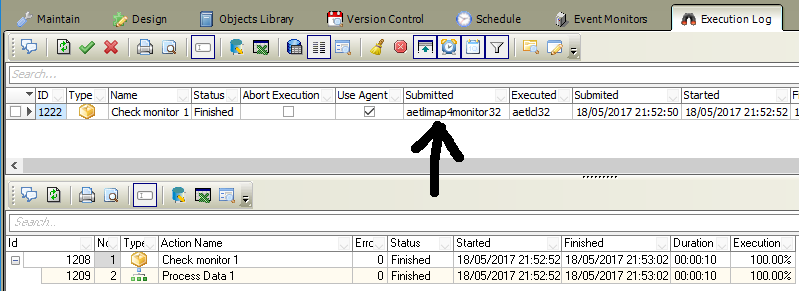 Maintain Design Objects Library Version Control Schedule Event Monitors Execution Log
Search...
ID Type Name Status Abort Execution Use Agent Submitted Executed Submited Started Fi
1222 Check monitor 1 Finished aetlimap4monitor32 aetlcl32 18/05/2017 21:52:50 18/05/2017 21:52:52 1
Search...
Id Nc Type Action Name Erro Status Started Finished Duration Execution
1208 1 Check monitor 1 0 Finished 18/05/2017 21:52:52 18/05/2017 21:53:02 00:00:10 100.00%
1209 2 Process Data 1 0 Finished 18/05/2017 21:52:52 18/05/2017 21:53:02 00:00:10 100.00%